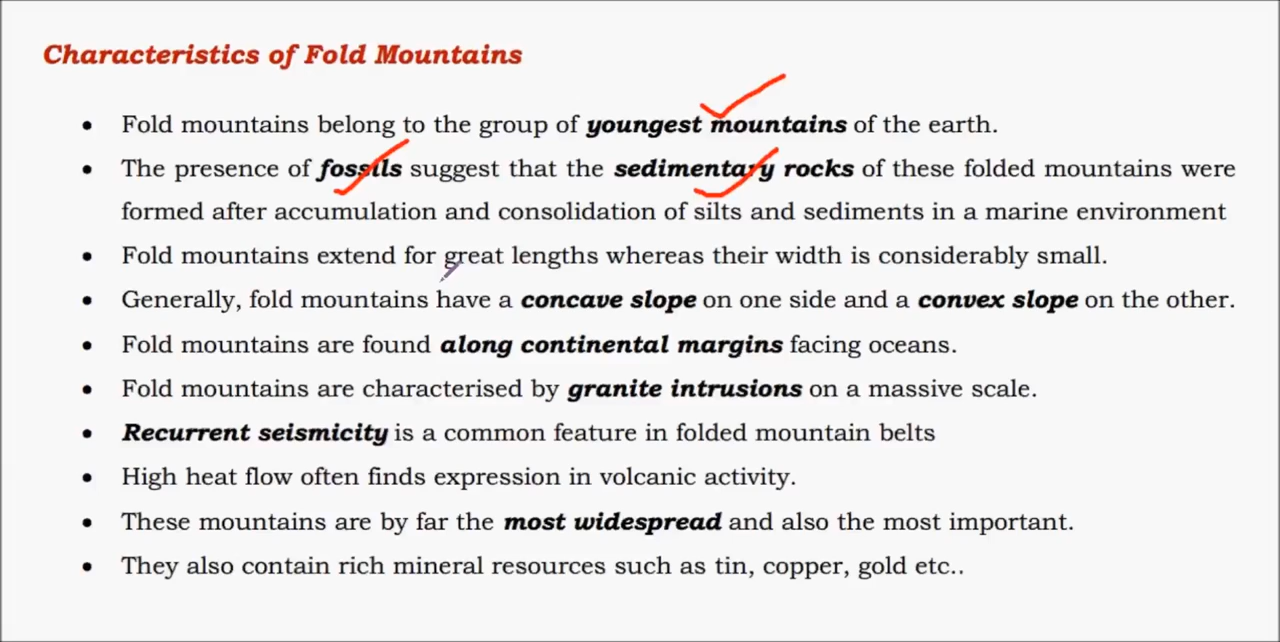 Characteristics of Fold Mountains
• Fold mountains belong to the group of youngest mountains of the earth.
• The presence of fossils suggest that the sedimentary rocks of these folded mountains were
formed after accumulation and consolidation of silts and sediments in a marine environment
• Fold mountains extend for great lengths whereas their width is considerably small.
• Generally, fold mountains have a concave slope on one side and a convex slope on the other.
• Fold mountains are found along continental margins facing oceans.
• Fold mountains are characterised by granite intrusions on a massive scale.
• Recurrent seismicity is a common feature in folded mountain belts
• High heat flow often finds expression in volcanic activity.
• These mountains are by far the most widespread and also the most important.
• They also contain rich mineral resources such as tin, copper, gold etc..